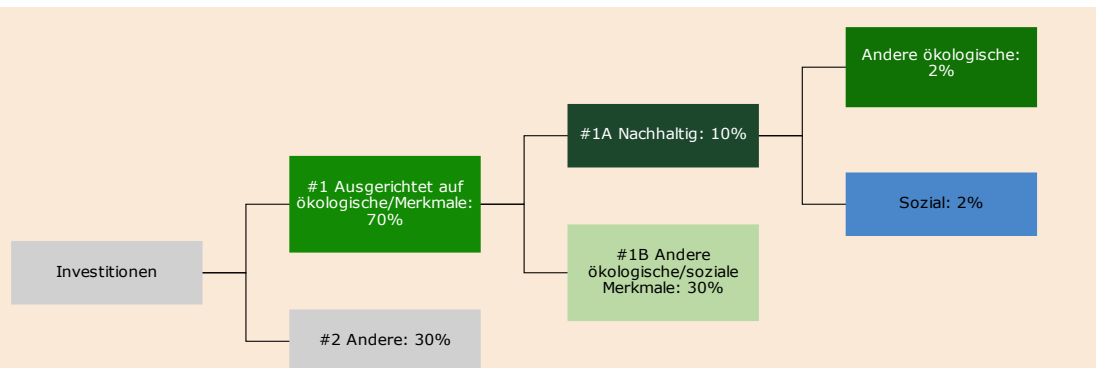 Andere ökologische:
2%
#1A Nachhaltig: 10%
#1 Ausgerichtet auf
ökologische/Merkmale:
70%
Sozial: 2%
Investitionen
#1B Andere
ökologische/soziale
Merkmale: 30%
#2 Andere: 30%